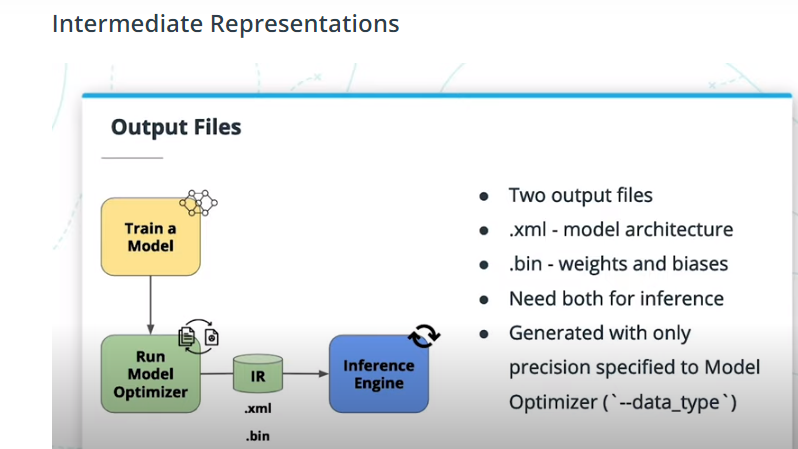 Intermediate Representations
Output Files
Train a
Model
Run
Model
Optimizer
IR
.xml
.bin
Inference
Engine
● Two output files
● .xml - model architecture
● .bin - weights and biases
● Need both for inference
● Generated with only
precision specified to Model
Optimizer (`--data_type`)